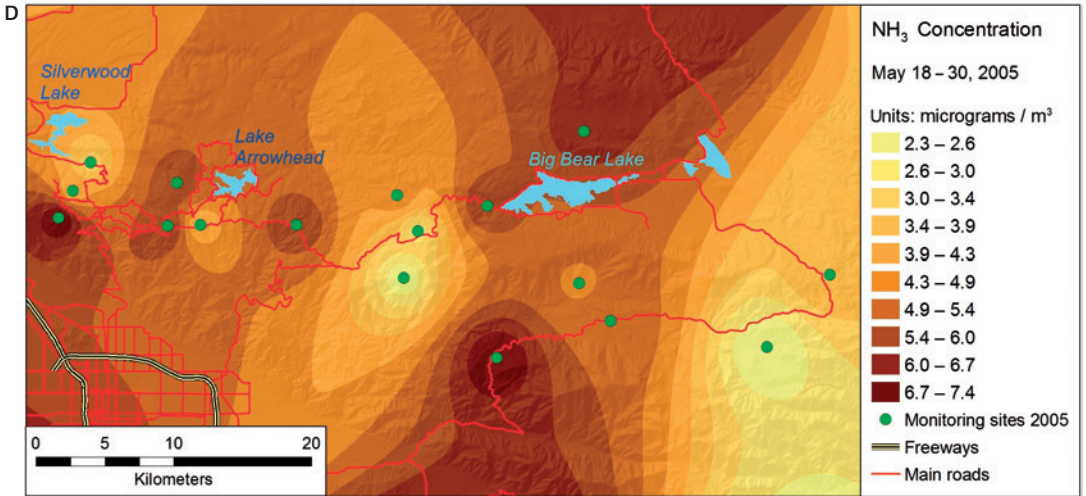 D
Silverwood
Lake
Lake
Arrowhead
Big Bear Lake
0 5 10 20
Kilometers
NH₃ Concentration
May 18 – 30, 2005
Units: micrograms / m³
2.3 – 2.6
2.6 – 3.0
3.0 – 3.4
3.4 – 3.9
3.9 – 4.3
4.3 – 4.9
4.9 – 5.4
5.4 – 6.0
6.0 – 6.7
6.7 – 7.4
Monitoring sites 2005
Freeways
Main roads